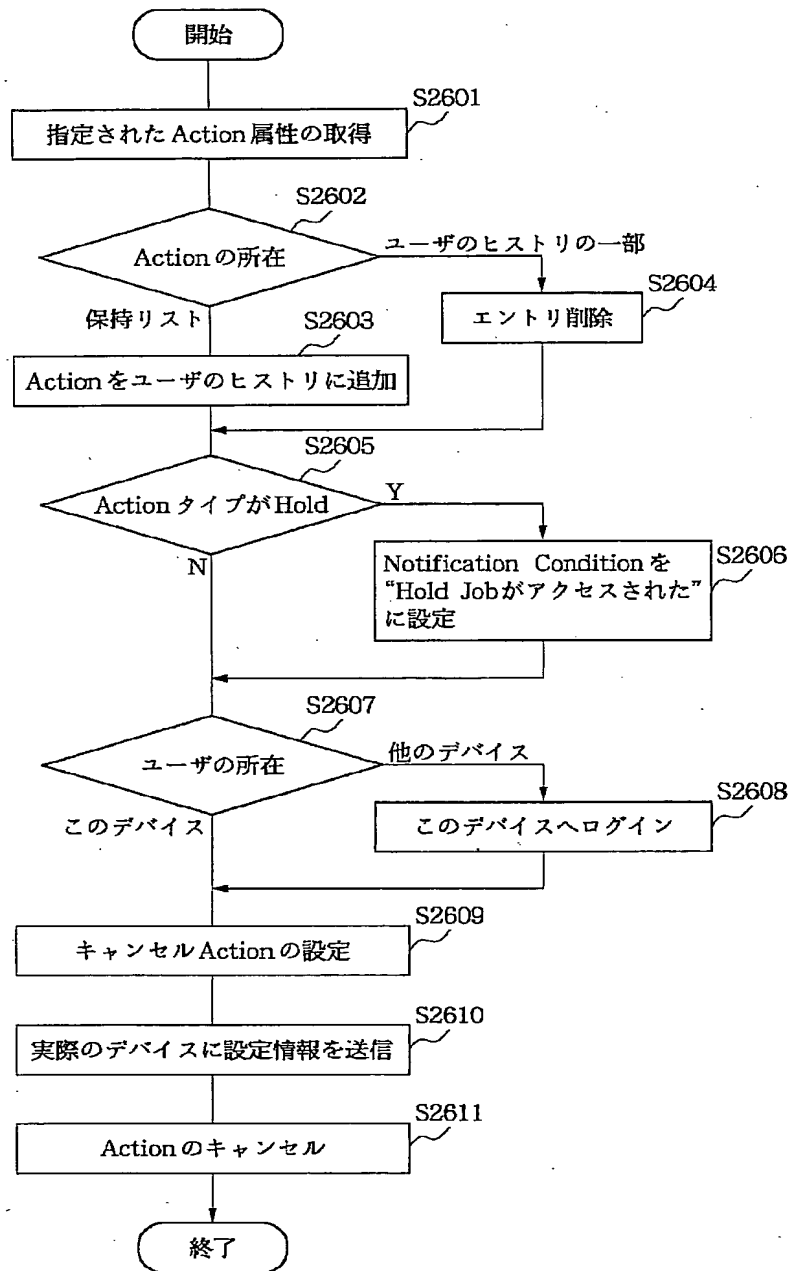 開始
S2601
指定されたAction属性の取得
S2602
Actionの所在
ユーザのヒストリの一部
保持リスト
S2604
エントリ削除
S2603
Actionをユーザのヒストリに追加
S2605
ActionタイプがHold
Y
N
S2606
Notification Conditionを
“Hold Jobがアクセスされた”
に設定
S2607
ユーザの所在
他のデバイス
このデバイス
S2608
このデバイスへログイン
S2609
キャンセルActionの設定
S2610
実際のデバイスに設定情報を送信
S2611
Actionのキャンセル
終了